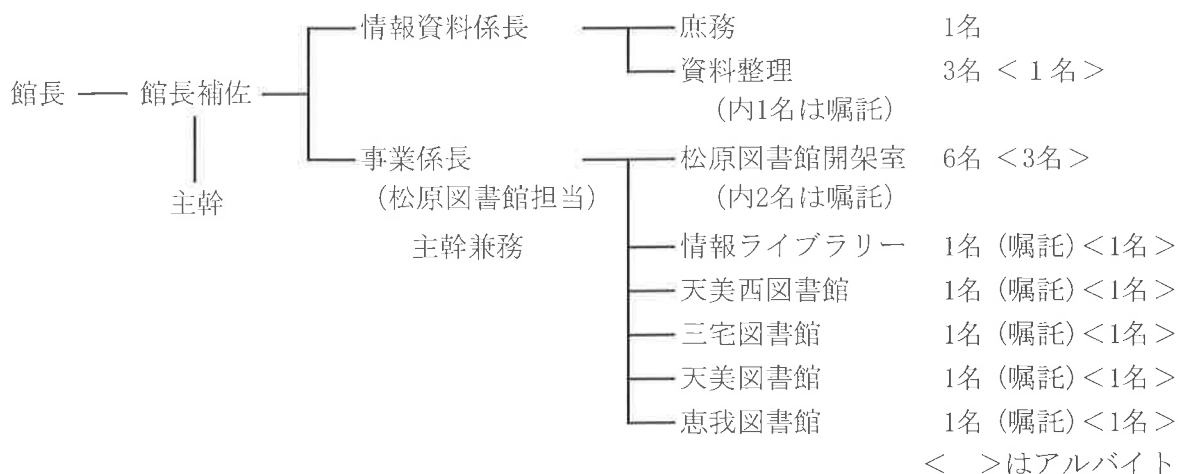 情報資料係長 庶務 1名
館長 館長補佐 資料整理 3名 < 1名>
(内1名は嘱託)
事業係長 松原図書館開架室 6名 <3名>
主幹 (松原図書館担当) (内2名は嘱託)
主幹兼務 情報ライブラリー 1名 (嘱託) <1名>
天美西図書館 1名 (嘱託) <1名>
三宅図書館 1名 (嘱託) <1名>
天美図書館 1名 (嘱託) <1名>
恵我図書館 1名 (嘱託) <1名>
< >はアルバイト